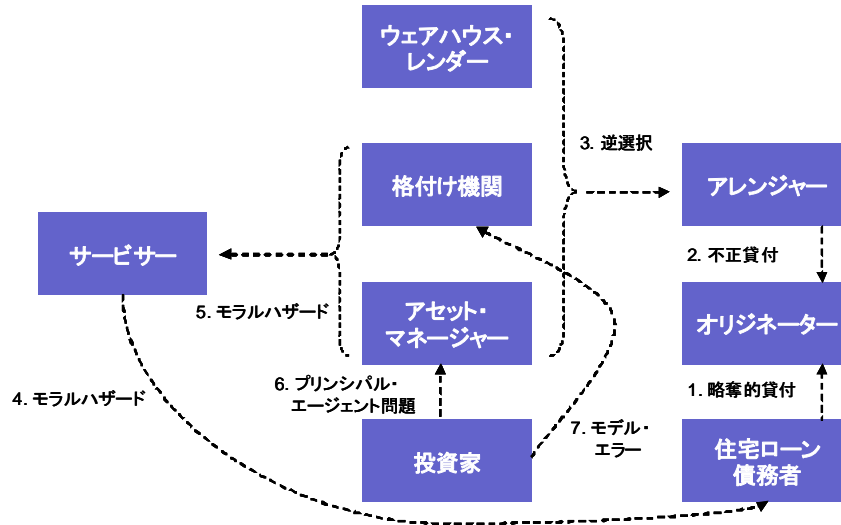 ウェアハウス・
レンダー
3. 逆選択
格付け機関
アレンジャー
サービサー
2. 不正貸付
5. モラルハザード
アセット・
マネージャー
オリジネーター
6. プリンシパル・
エージェント問題
4. モラルハザード
1. 略奪的貸付
7. モデル・
エラー
投資家
住宅ローン
債務者